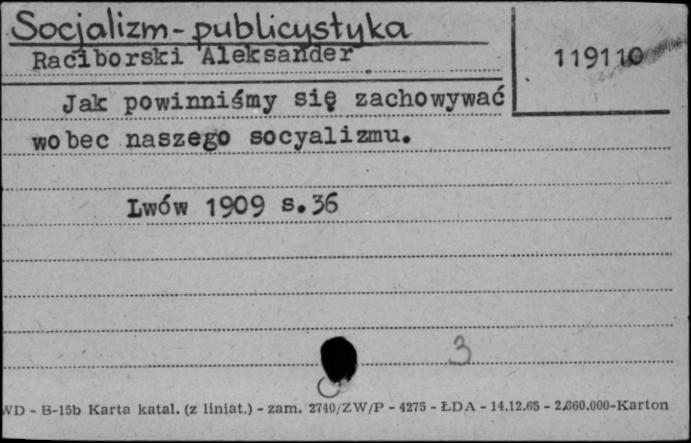 Socjalizm-publicystyka
Raciborski Aleksander
119110
Jak powinniśmy się zachowywać
wobec naszego socyalizmu.
Lwów 1909 s.36
3
WD - B-15b Karta katal. (z liniat.) - zam. 2740/ZW/P - 4275 - ŁDA - 14.12.65 - 2,860.000-Karton